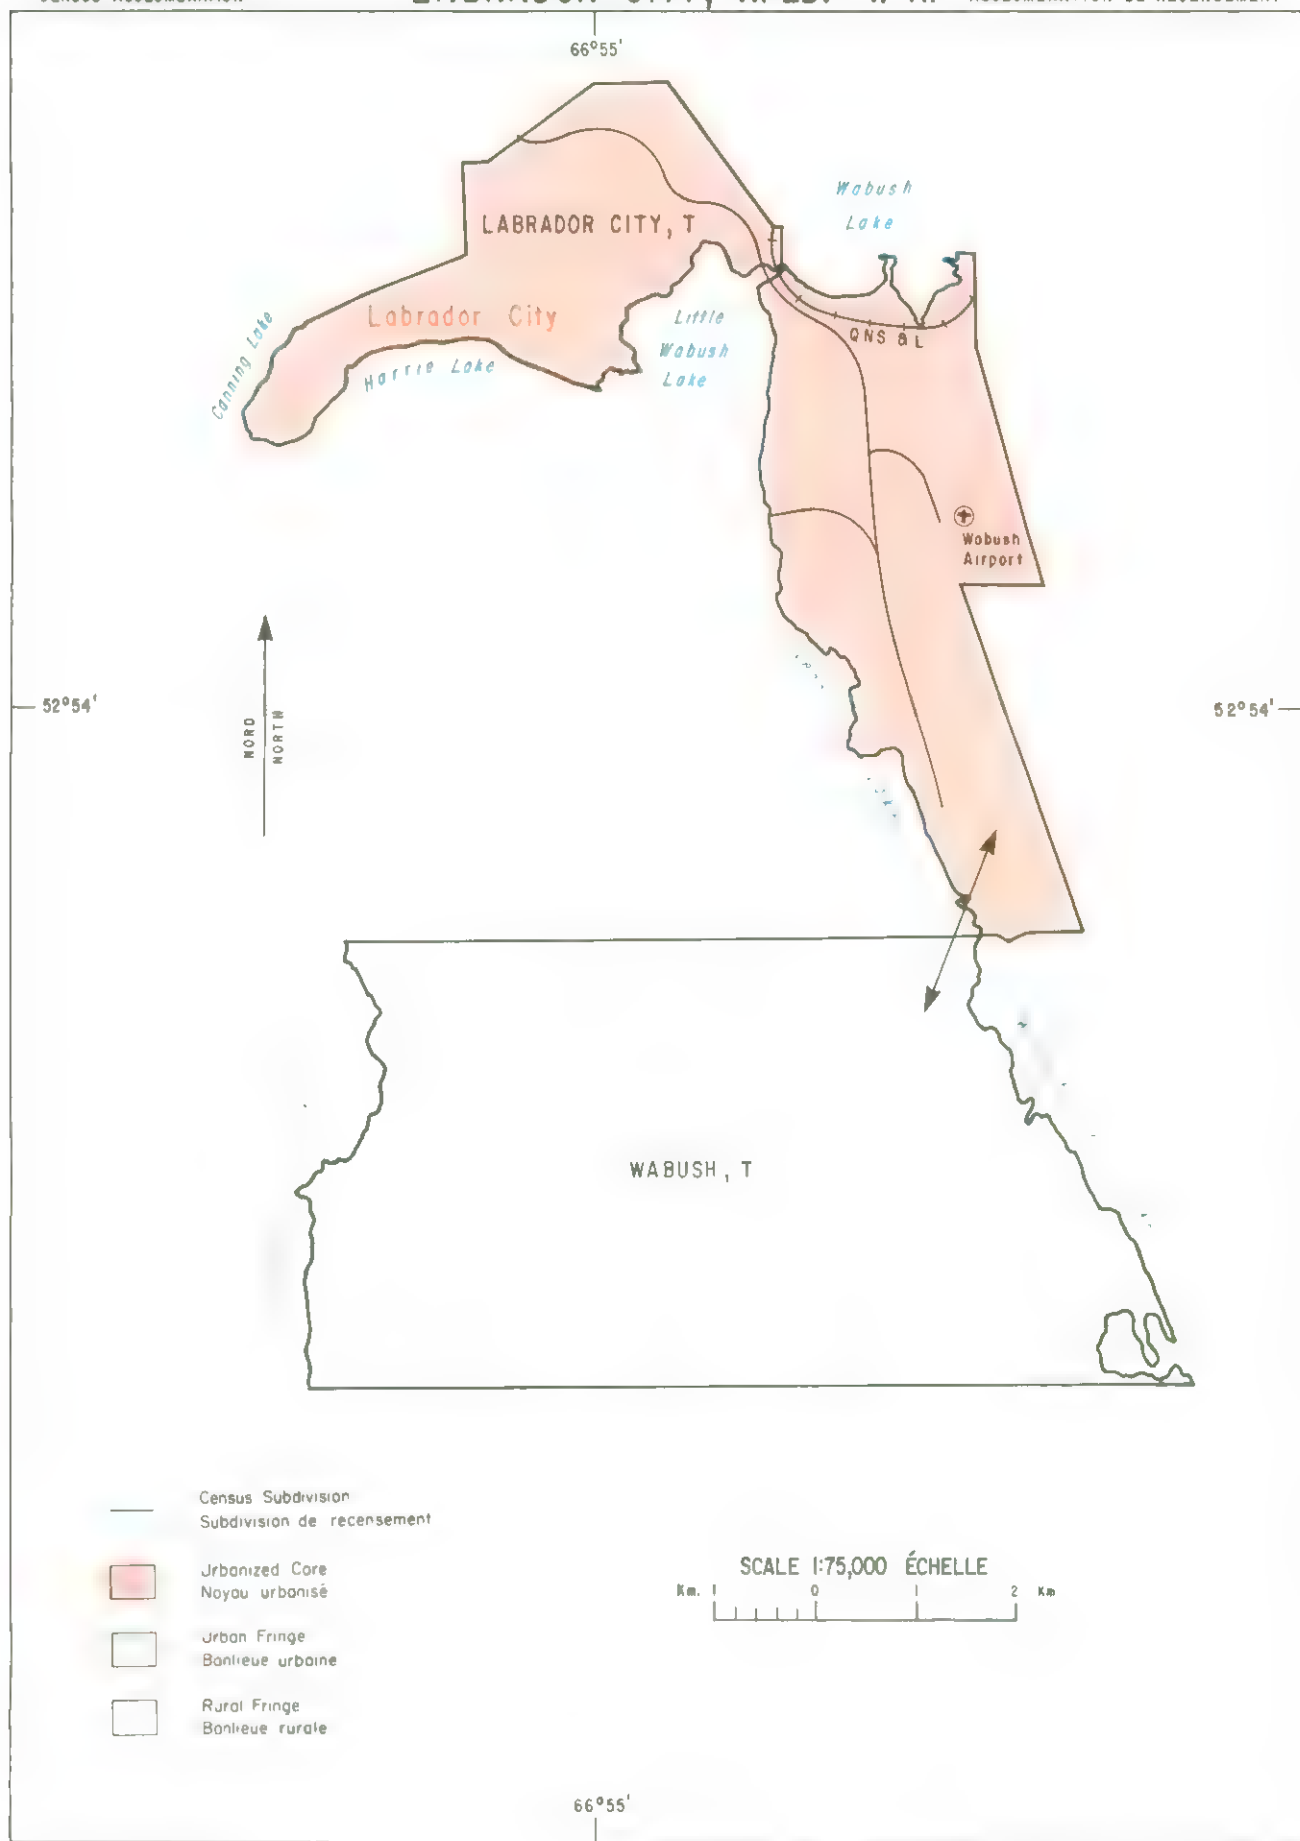 66°55'
Wabush
Lake
LABRADOR CITY, T
Labrador City
Canning Lake
Harrie Lake
Little
Wabush
Lake
QNS & L
Wabush
Airport
52°54'
52°54'
NORD
NORTH
WABUSH, T
Census Subdivision
Subdivision de recensement
Urbanized Core
Noyau urbanisé
Urban Fringe
Banlieue urbaine
Rural Fringe
Banlieue rurale
SCALE 1:75,000 ÉCHELLE
Km. 1 0 1 2 Km
66°55'